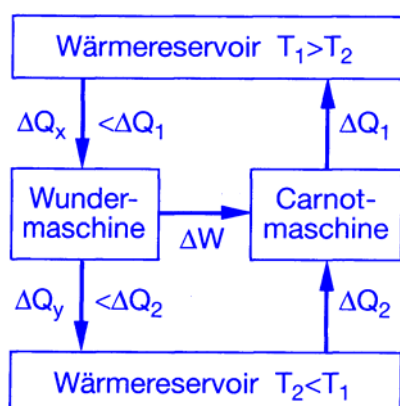 Wärmereservoir T₁>T₂
ΔQₓ <ΔQ₁
ΔQ₁
Wunder-
maschine
ΔW
Carnot-
maschine
ΔQᵧ <ΔQ₂
ΔQ₂
Wärmereservoir T₂<T₁